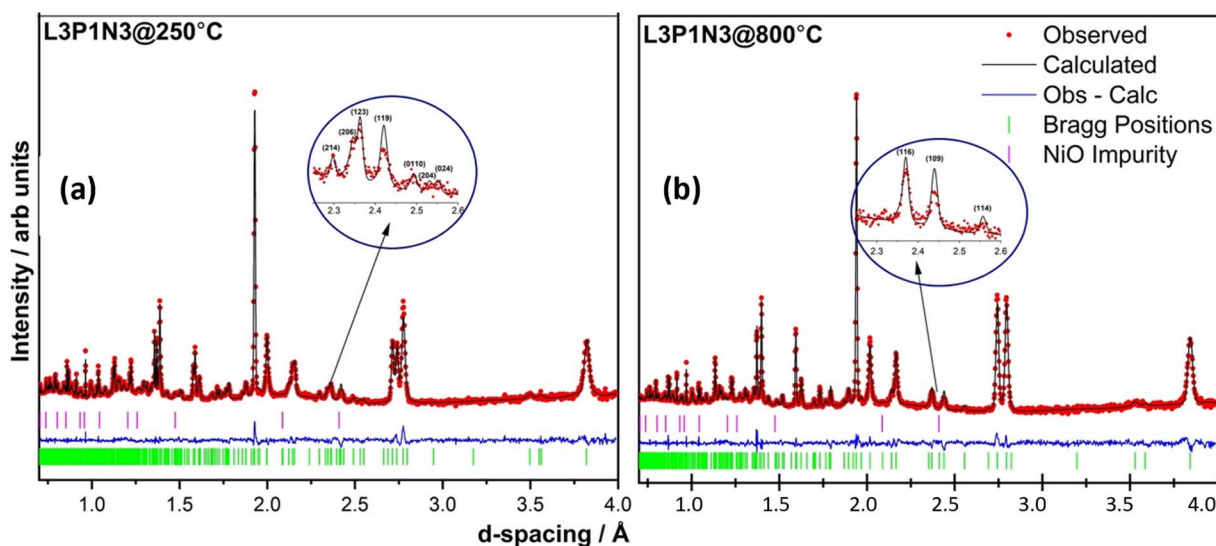 L3P1N3@250°C
(a)
Intensity / arb units
(214)
(206)
(123)
(119)
(0110)
(204)
(024)
2.3 2.4 2.5 2.6
1.0 1.5 2.0 2.5 3.0 3.5 4.0
d-spacing / Å
L3P1N3@800°C
(b)
Observed
Calculated
Obs - Calc
Bragg Positions
NiO Impurity
(116)
(109)
(114)
2.3 2.4 2.5 2.6
1.0 1.5 2.0 2.5 3.0 3.5 4.0